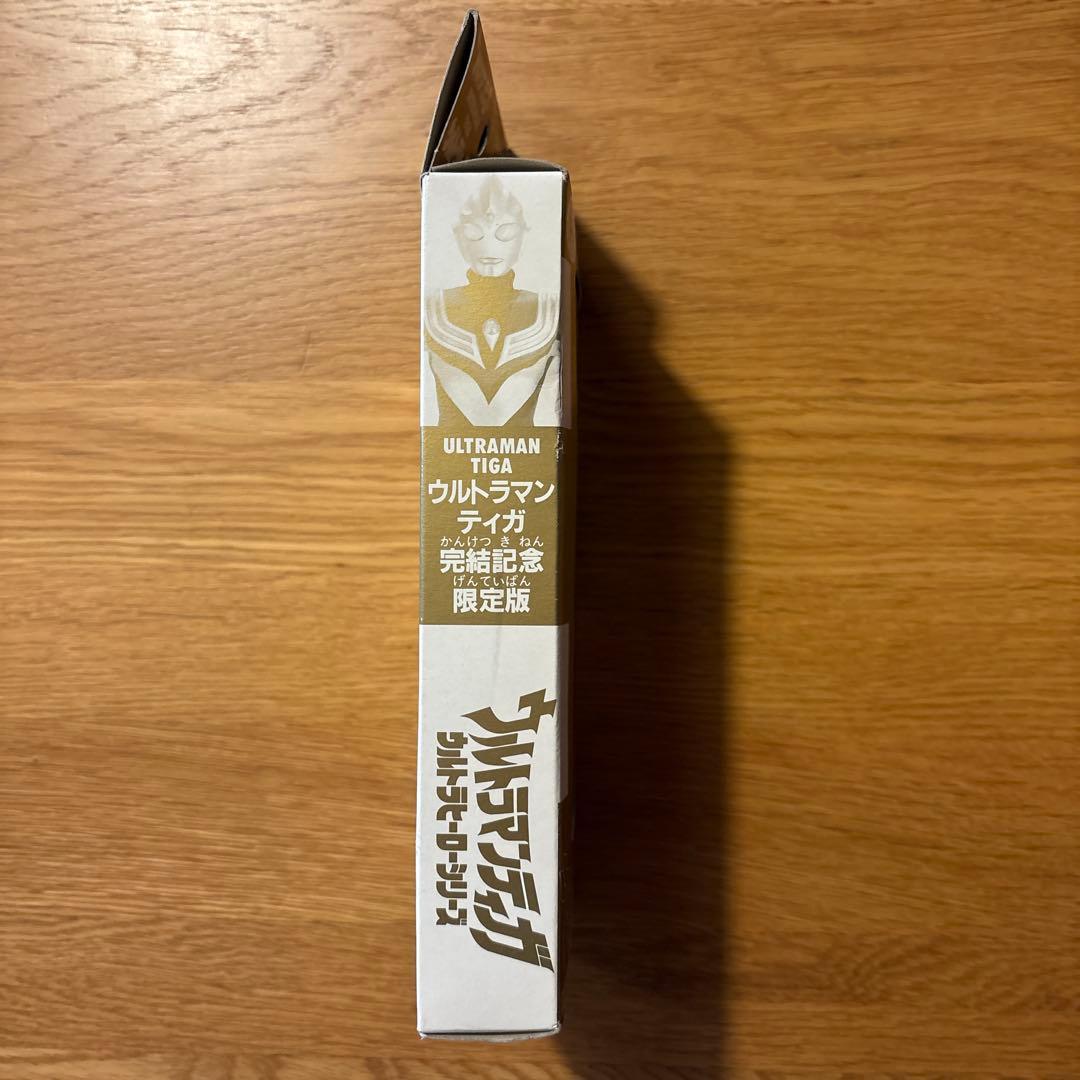 ULTRAMAN
TIGA
ウルトラマン
ティガ
かんけつ き ねん
完結記念
げんていばん
限定版
ウルトラマンティガ
ウルトラヒーローシリーズ